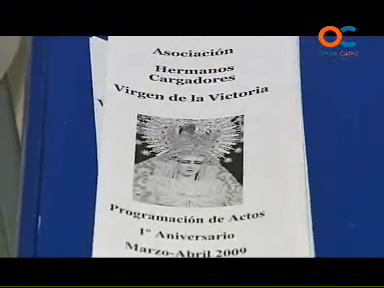 Asociación
Hermanos
Cargadores
Virgen de la Victoria
Programación de Actos
1º Aniversario
Marzo-Abril 2009